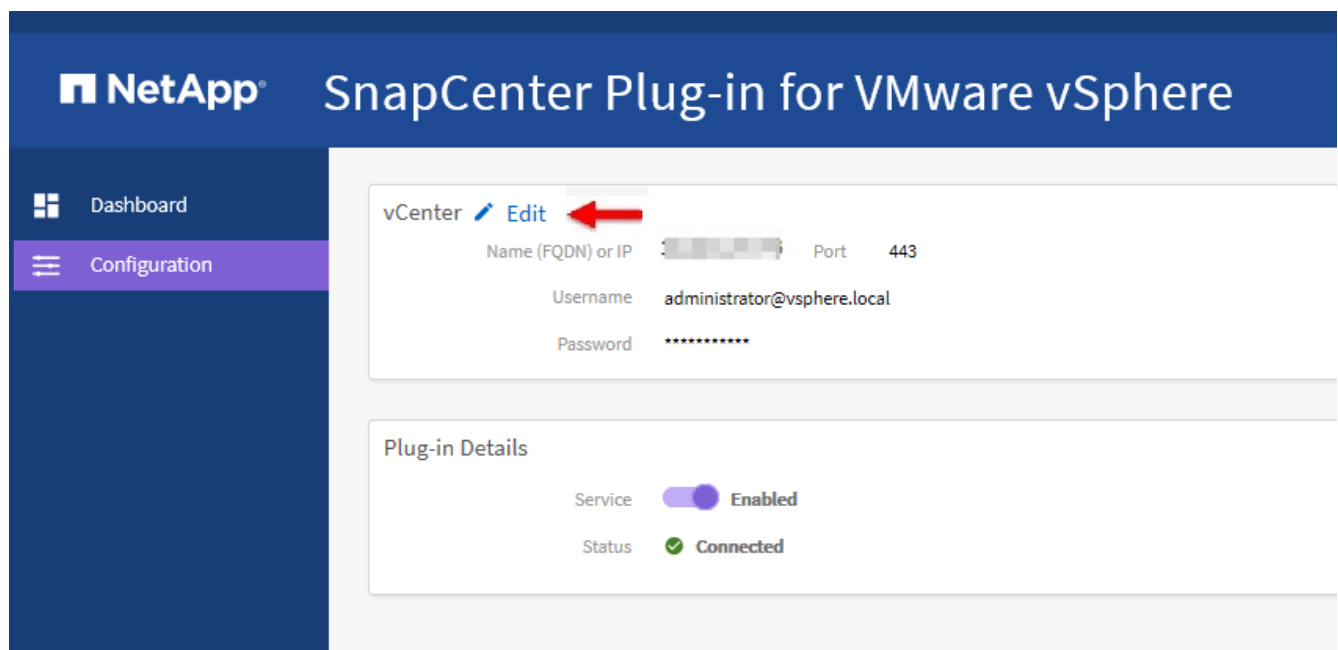 NetApp® SnapCenter Plug-in for VMware vSphere
Dashboard
Configuration
vCenter Edit
Name (FQDN) or IP Port 443
Username administrator@vsphere.local
Password ***********
Plug-in Details
Service Enabled
Status Connected